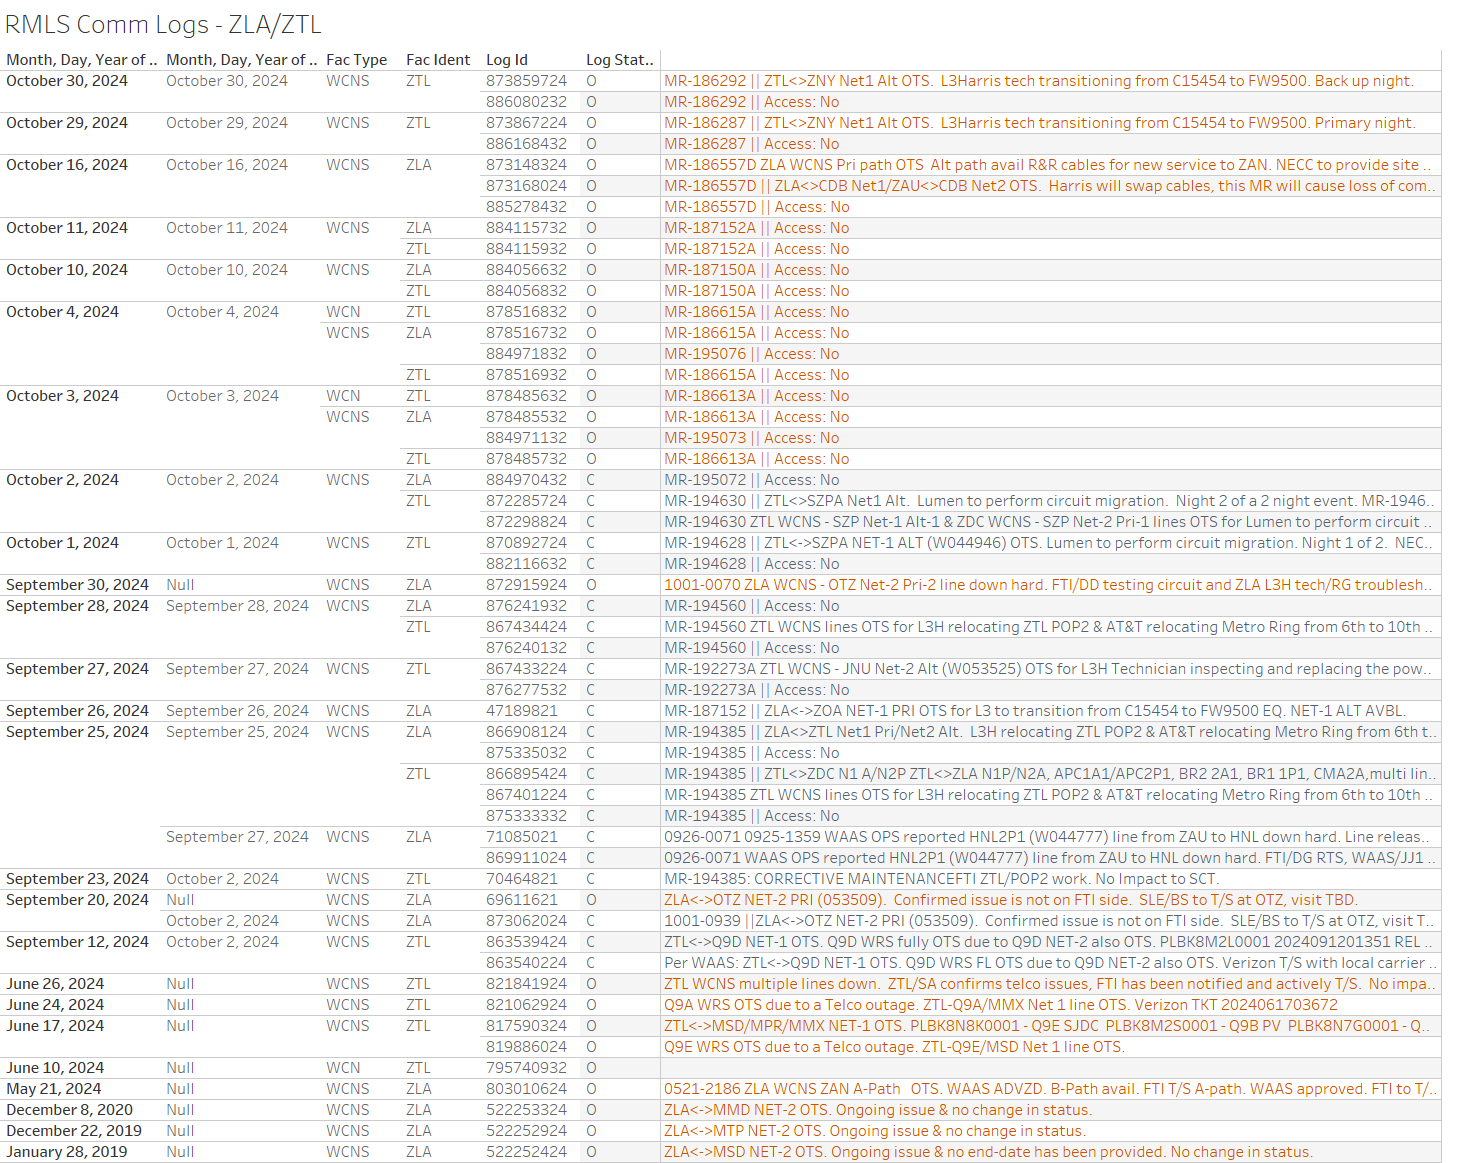 RMLS Comm Logs - ZLA/ZTL
Month, Day, Year of .. Month, Day, Year of .. Fac Type Fac Ident Log Id Log Stat..
October 30, 2024 October 30, 2024 WCNS ZTL 873859724 O MR-186292 || ZTL<>ZNY Net1 Alt OTS. L3Harris tech transitioning from C15454 to FW9500. Back up night.
886080232 O MR-186292 || Access: No
October 29, 2024 October 29, 2024 WCNS ZTL 873867224 O MR-186287 || ZTL<>ZNY Net1 Alt OTS. L3Harris tech transitioning from C15454 to FW9500. Primary night.
886168432 O MR-186287 || Access: No
October 16, 2024 October 16, 2024 WCNS ZLA 873148324 O MR-186557D ZLA WCNS Pri path OTS Alt path avail R&R cables for new service to ZAN. NECC to provide site ..
873168024 O MR-186557D || ZLA<>CDB Net1/ZAU<>CDB Net2 OTS. Harris will swap cables, this MR will cause loss of com..
885278432 O MR-186557D || Access: No
October 11, 2024 October 11, 2024 WCNS ZLA 884115732 O MR-187152A || Access: No
ZTL 884115932 O MR-187152A || Access: No
October 10, 2024 October 10, 2024 WCNS ZLA 884056632 O MR-187150A || Access: No
ZTL 884056832 O MR-187150A || Access: No
October 4, 2024 October 4, 2024 WCN ZTL 878516832 O MR-186615A || Access: No
WCNS ZLA 878516732 O MR-186615A || Access: No
884971832 O MR-195076 || Access: No
ZTL 878516932 O MR-186615A || Access: No
October 3, 2024 October 3, 2024 WCN ZTL 878485632 O MR-186613A || Access: No
WCNS ZLA 878485532 O MR-186613A || Access: No
884971132 O MR-195073 || Access: No
ZTL 878485732 O MR-186613A || Access: No
October 2, 2024 October 2, 2024 WCNS ZLA 884970432 C MR-195072 || Access: No
ZTL 872285724 C MR-194630 || ZTL<>SZPA Net1 Alt. Lumen to perform circuit migration. Night 2 of a 2 night event. MR-1946..
872298824 C MR-194630 ZTL WCNS - SZP Net-1 Alt-1 & ZDC WCNS - SZP Net-2 Pri-1 lines OTS for Lumen to perform circuit ..
October 1, 2024 October 1, 2024 WCNS ZTL 870892724 C MR-194628 || ZTL<->SZPA NET-1 ALT (W044946) OTS. Lumen to perform circuit migration. Night 1 of 2. NEC..
882116632 C MR-194628 || Access: No
September 30, 2024 Null WCNS ZLA 872915924 O 1001-0070 ZLA WCNS - OTZ Net-2 Pri-2 line down hard. FTI/DD testing circuit and ZLA L3H tech/RG troublesh..
September 28, 2024 September 28, 2024 WCNS ZLA 876241932 C MR-194560 || Access: No
ZTL 867434424 C MR-194560 ZTL WCNS lines OTS for L3H relocating ZTL POP2 & AT&T relocating Metro Ring from 6th to 10th ..
876240132 C MR-194560 || Access: No
September 27, 2024 September 27, 2024 WCNS ZTL 867433224 C MR-192273A ZTL WCNS - JNU Net-2 Alt (W053525) OTS for L3H Technician inspecting and replacing the pow..
876277532 C MR-192273A || Access: No
September 26, 2024 September 26, 2024 WCNS ZLA 47189821 C MR-187152 || ZLA<->ZOA NET-1 PRI OTS for L3 to transition from C15454 to FW9500 EQ. NET-1 ALT AVBL.
September 25, 2024 September 25, 2024 WCNS ZLA 866908124 C MR-194385 || ZLA<>ZTL Net1 Pri/Net2 Alt. L3H relocating ZTL POP2 & AT&T relocating Metro Ring from 6th t..
875335032 C MR-194385 || Access: No
ZTL 866895424 C MR-194385 || ZTL<>ZDC N1 A/N2P ZTL<>ZLA N1P/N2A, APC1A1/APC2P1, BR2 2A1, BR1 1P1, CMA2A,multi lin..
867401224 C MR-194385 ZTL WCNS lines OTS for L3H relocating ZTL POP2 & AT&T relocating Metro Ring from 6th to 10th ..
875333332 C MR-194385 || Access: No
September 27, 2024 WCNS ZLA 71085021 C 0926-0071 0925-1359 WAAS OPS reported HNL2P1 (W044777) line from ZAU to HNL down hard. Line releas..
869911024 C 0926-0071 WAAS OPS reported HNL2P1 (W044777) line from ZAU to HNL down hard. FTI/DG RTS, WAAS/JJ1 ..
September 23, 2024 October 2, 2024 WCNS ZTL 70464821 C MR-194385: CORRECTIVE MAINTENANCEFTI ZTL/POP2 work. No Impact to SCT.
September 20, 2024 Null WCNS ZLA 69611621 O ZLA<->OTZ NET-2 PRI (053509). Confirmed issue is not on FTI side. SLE/BS to T/S at OTZ, visit TBD.
October 2, 2024 WCNS ZLA 873062024 C 1001-0939 ||ZLA<->OTZ NET-2 PRI (053509). Confirmed issue is not on FTI side. SLE/BS to T/S at OTZ, visit T..
September 12, 2024 October 2, 2024 WCNS ZTL 863539424 C ZTL<->Q9D NET-1 OTS. Q9D WRS fully OTS due to Q9D NET-2 also OTS. PLBK8M2L0001 2024091201351 REL ..
863540224 C Per WAAS: ZTL<->Q9D NET-1 OTS. Q9D WRS FL OTS due to Q9D NET-2 also OTS. Verizon T/S with local carrier ..
June 26, 2024 Null WCNS ZTL 821841924 O ZTL WCNS multiple lines down. ZTL/SA confirms telco issues, FTI has been notified and actively T/S. No impa..
June 24, 2024 Null WCNS ZTL 821062924 O Q9A WRS OTS due to a Telco outage. ZTL-Q9A/MMX Net 1 line OTS. Verizon TKT 2024061703672
June 17, 2024 Null WCNS ZTL 817590324 O ZTL<->MSD/MPR/MMX NET-1 OTS. PLBK8N8K0001 - Q9E SJDC PLBK8M2S0001 - Q9B PV PLBK8N7G0001 - Q..
819886024 O Q9E WRS OTS due to a Telco outage. ZTL-Q9E/MSD Net 1 line OTS.
June 10, 2024 Null WCN ZTL 795740932 O
May 21, 2024 Null WCNS ZLA 803010624 O 0521-2186 ZLA WCNS ZAN A-Path OTS. WAAS ADVZD. B-Path avail. FTI T/S A-path. WAAS approved. FTI to T/..
December 8, 2020 Null WCNS ZLA 522253324 O ZLA<->MMD NET-2 OTS. Ongoing issue & no change in status.
December 22, 2019 Null WCNS ZLA 522252924 O ZLA<->MTP NET-2 OTS. Ongoing issue & no change in status.
January 28, 2019 Null WCNS ZLA 522252424 O ZLA<->MSD NET-2 OTS. Ongoing issue & no end-date has been provided. No change in status.